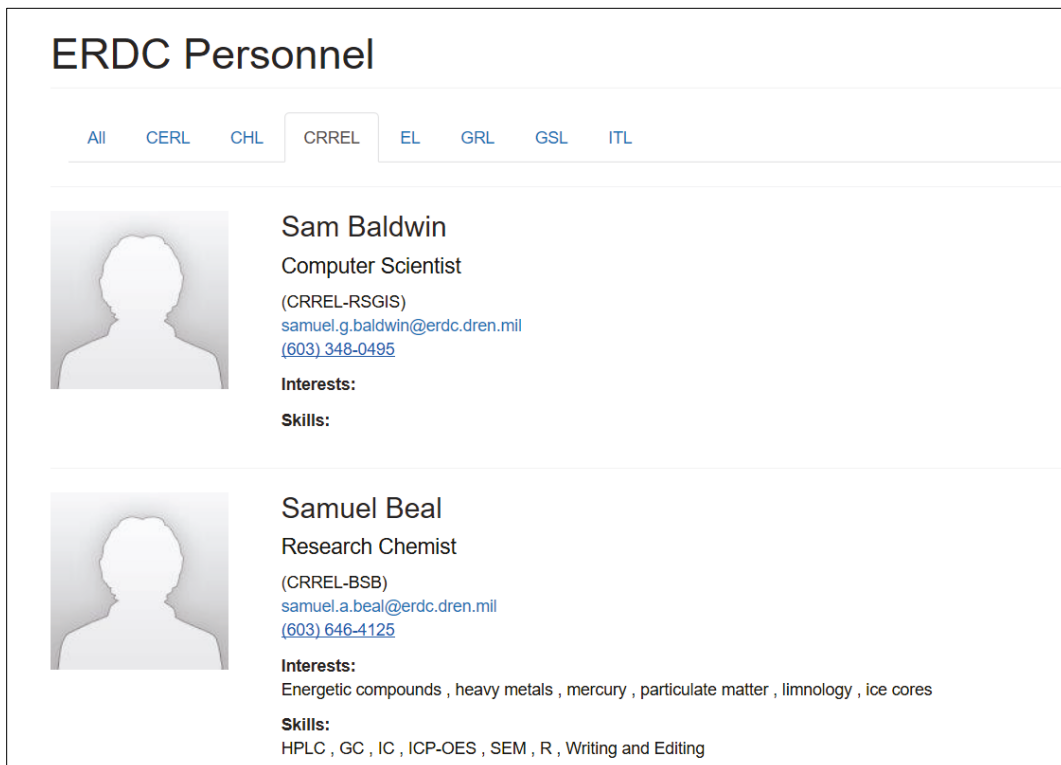 ERDC Personnel
All CERL CHL CRREL EL GRL GSL ITL
Sam Baldwin
Computer Scientist
(CRREL-RSGIS)
samuel.g.baldwin@erdc.dren.mil
(603) 348-0495
Interests:
Skills:
Samuel Beal
Research Chemist
(CRREL-BSB)
samuel.a.beal@erdc.dren.mil
(603) 646-4125
Interests:
Energetic compounds , heavy metals , mercury , particulate matter , limnology , ice cores
Skills:
HPLC , GC , IC , ICP-OES , SEM , R , Writing and Editing